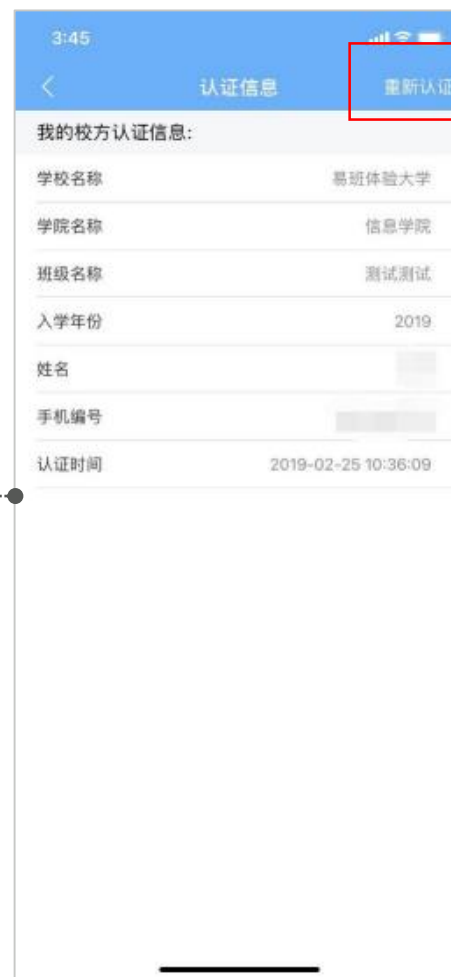 3:45
认证信息
重新认证
我的校方认证信息:
学校名称 易班体验大学
学院名称 信息学院
班级名称 测试测试
入学年份 2019
姓名
手机编号
认证时间 2019-02-25 10:36:09